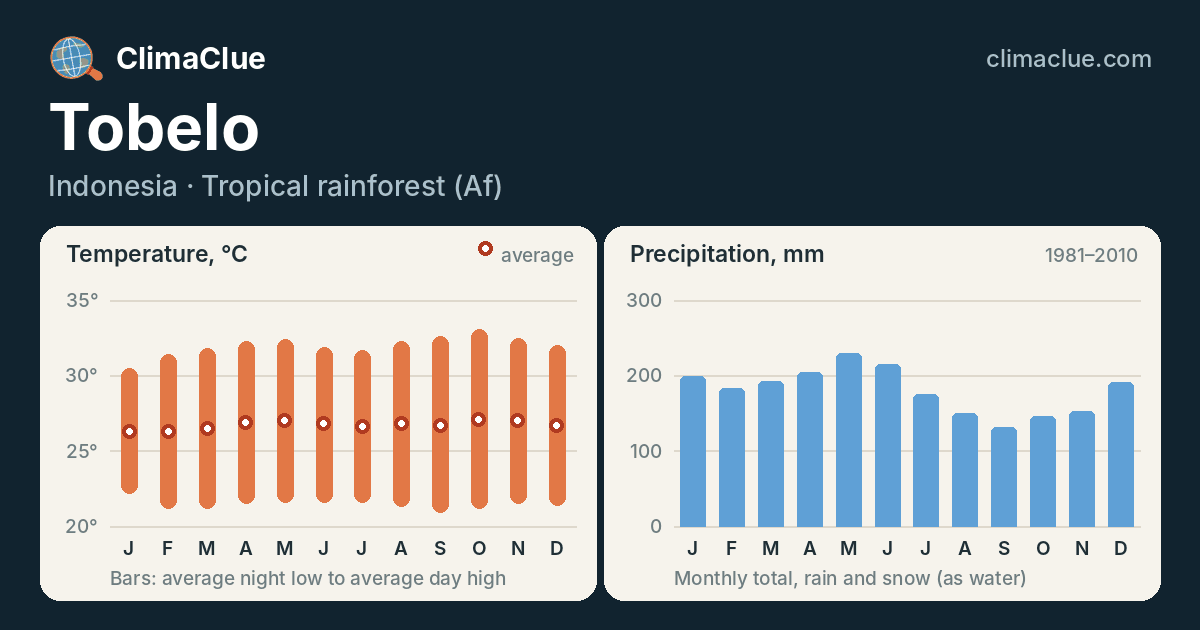 ClimaClue
climaclue.com
Tobelo
Indonesia · Tropical rainforest (Af)
Temperature, °C
average
35°
30°
25°
20°
J F M A M J J A S O N D
Bars: average night low to average day high
Precipitation, mm
1981–2010
300
200
100
0
J F M A M J J A S O N D
Monthly total, rain and snow (as water)